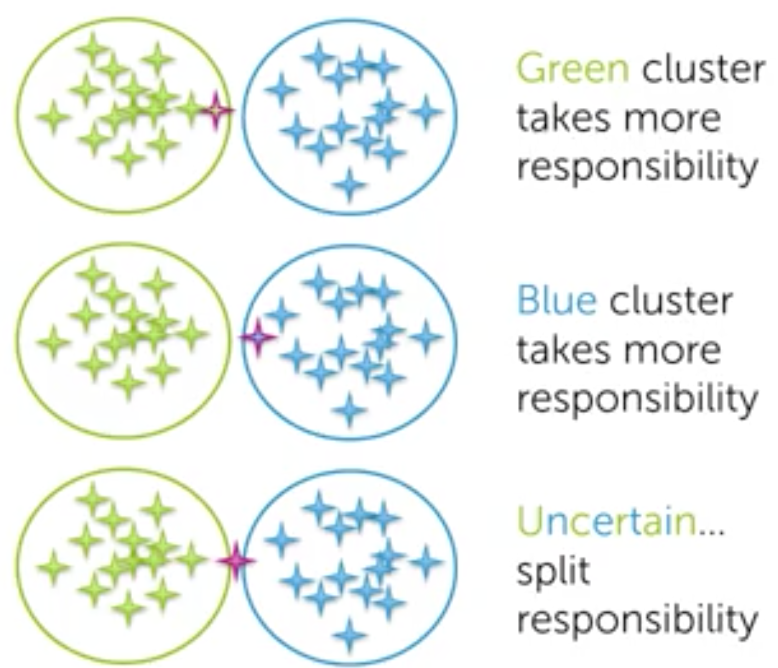 Green cluster
takes more
responsibility
Blue cluster
takes more
responsibility
Uncertain...
split
responsibility